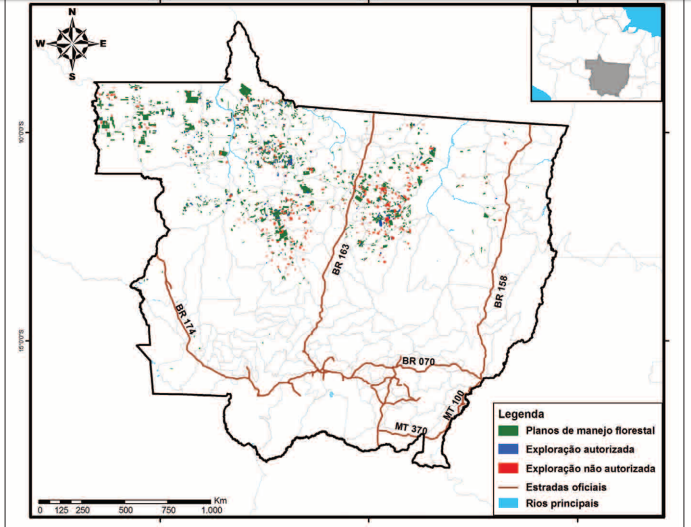 N
W E
S
10°0'0"S
15°0'0"S
BR 163
BR 158
BR 174
BR 070
MT 100
MT 370
Legenda
Planos de manejo florestal
Exploração autorizada
Exploração não autorizada
Estradas oficiais
Rios principais
Km
0 125 250 500 750 1.000